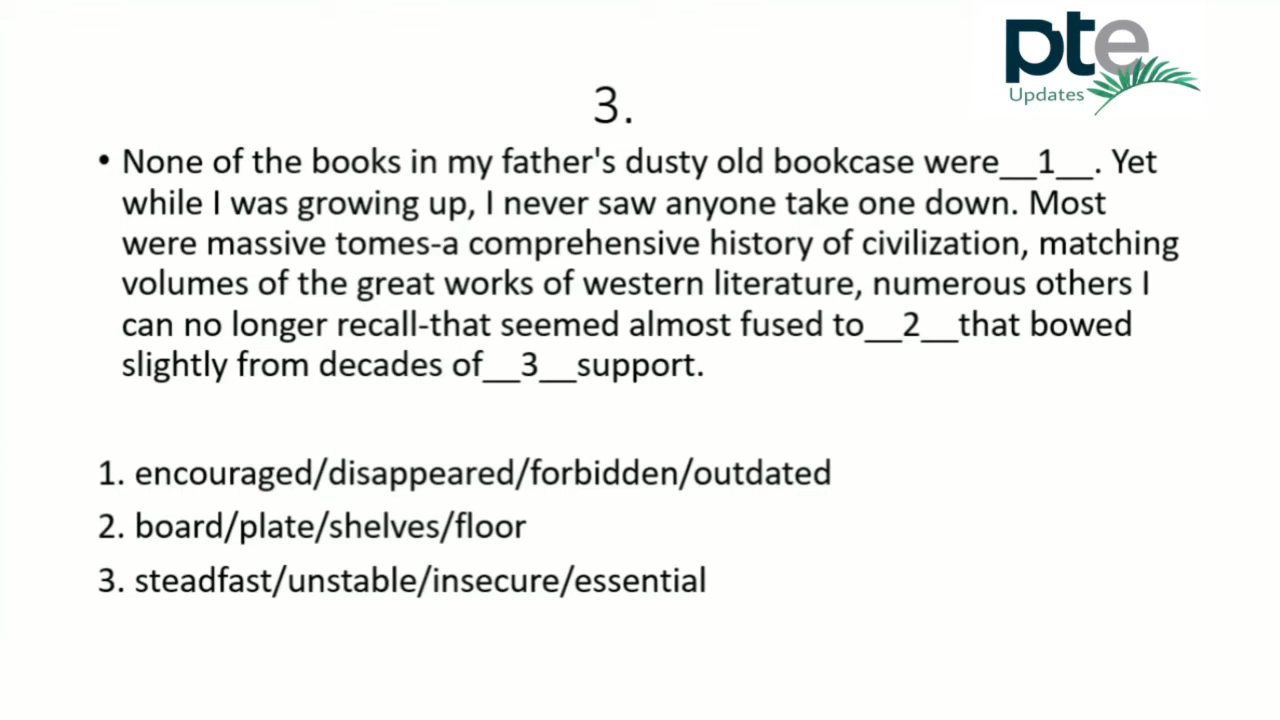 pte
Updates
3.
• None of the books in my father's dusty old bookcase were__1__. Yet
while I was growing up, I never saw anyone take one down. Most
were massive tomes-a comprehensive history of civilization, matching
volumes of the great works of western literature, numerous others I
can no longer recall-that seemed almost fused to__2__that bowed
slightly from decades of__3__support.
1. encouraged/disappeared/forbidden/outdated
2. board/plate/shelves/floor
3. steadfast/unstable/insecure/essential